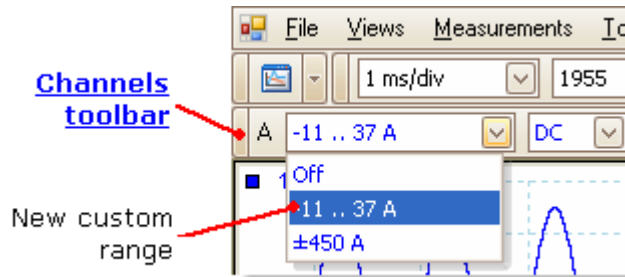 File Views Measurements To
1 ms/div 1955
Channels
toolbar
A -11 .. 37 A DC
Off
-11 .. 37 A
±450 A
New custom
range